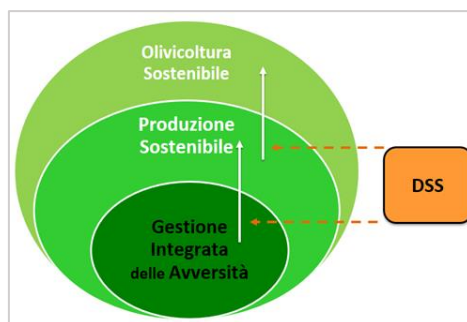 Olivicoltura
Sostenibile
Produzione
Sostenibile
DSS
Gestione
Integrata
delle Avversità